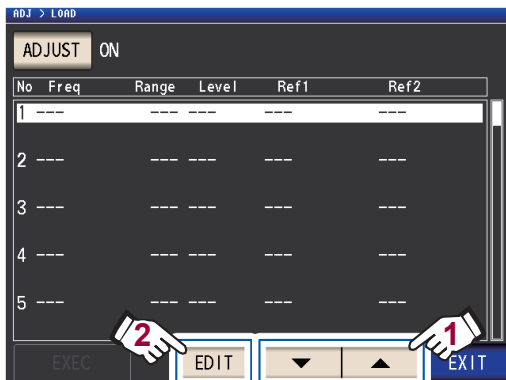 ADJ > LOAD
ADJUST ON
No Freq Range Level Ref1 Ref2
1 --- --- --- --- ---
2 --- --- --- --- ---
3 --- --- --- --- ---
4 --- --- --- --- ---
5 --- --- --- --- ---
2 1
EXEC EDIT ▼ ▲ EXIT